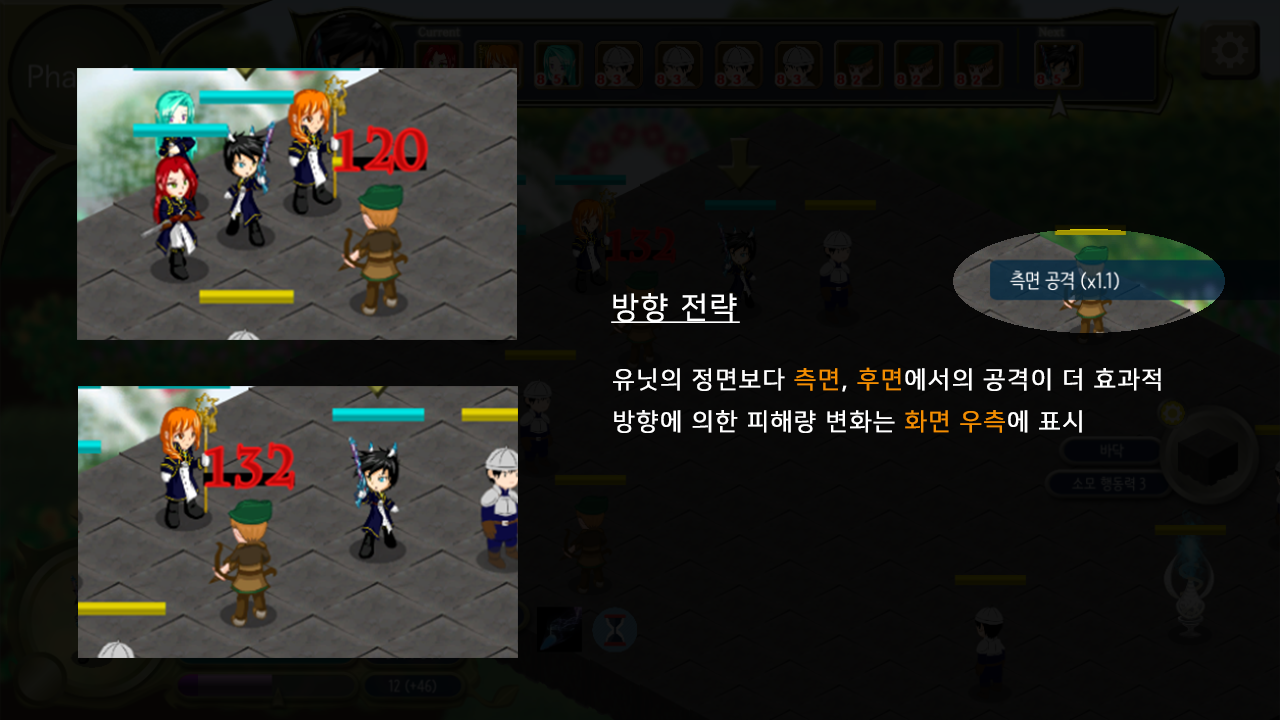 Current
Next
120
측면 공격 (x1.1)
132
방향 전략
유닛의 정면보다 측면, 후면에서의 공격이 더 효과적
방향에 의한 피해량 변화는 화면 우측에 표시
132
바닥
소모 행동력 3
12 (+46)